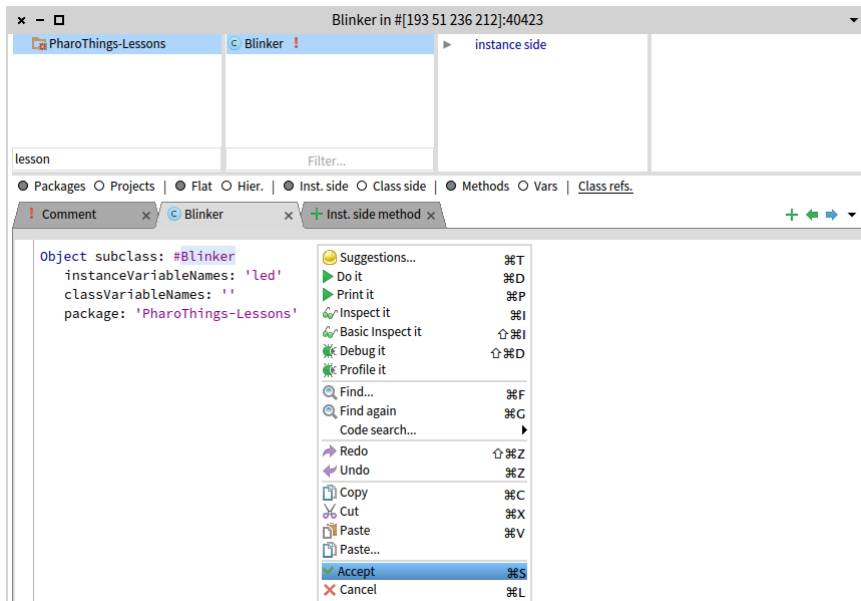 Blinker in #[193 51 236 212]:40423
PharoThings-Lessons
Blinker !
instance side
lesson
Filter...
Packages Projects | Flat Hier. | Inst. side Class side | Methods Vars | Class refs.
! Comment
Blinker
Inst. side method
Object subclass: #Blinker
instanceVariableNames: 'led'
classVariableNames: ''
package: 'PharoThings-Lessons'
Suggestions... ⌘T
Do it ⌘D
Print it ⌘P
Inspect it ⌘I
Basic Inspect it ⇧⌘I
Debug it ⇧⌘D
Profile it
Find... ⌘F
Find again ⌘G
Code search...
Redo ⇧⌘Z
Undo ⌘Z
Copy ⌘C
Cut ⌘X
Paste ⌘V
Paste...
Accept ⌘S
Cancel ⌘L